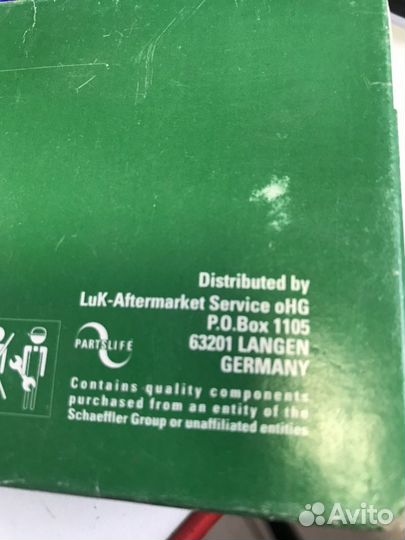 Distributed by
LuK-Aftermarket Service oHG
P.O.Box 1105
63201 LANGEN
GERMANY
PARTSLIFE
Contains quality components
purchased from an entity of the
Schaeffler Group or unaffiliated entities
Avito